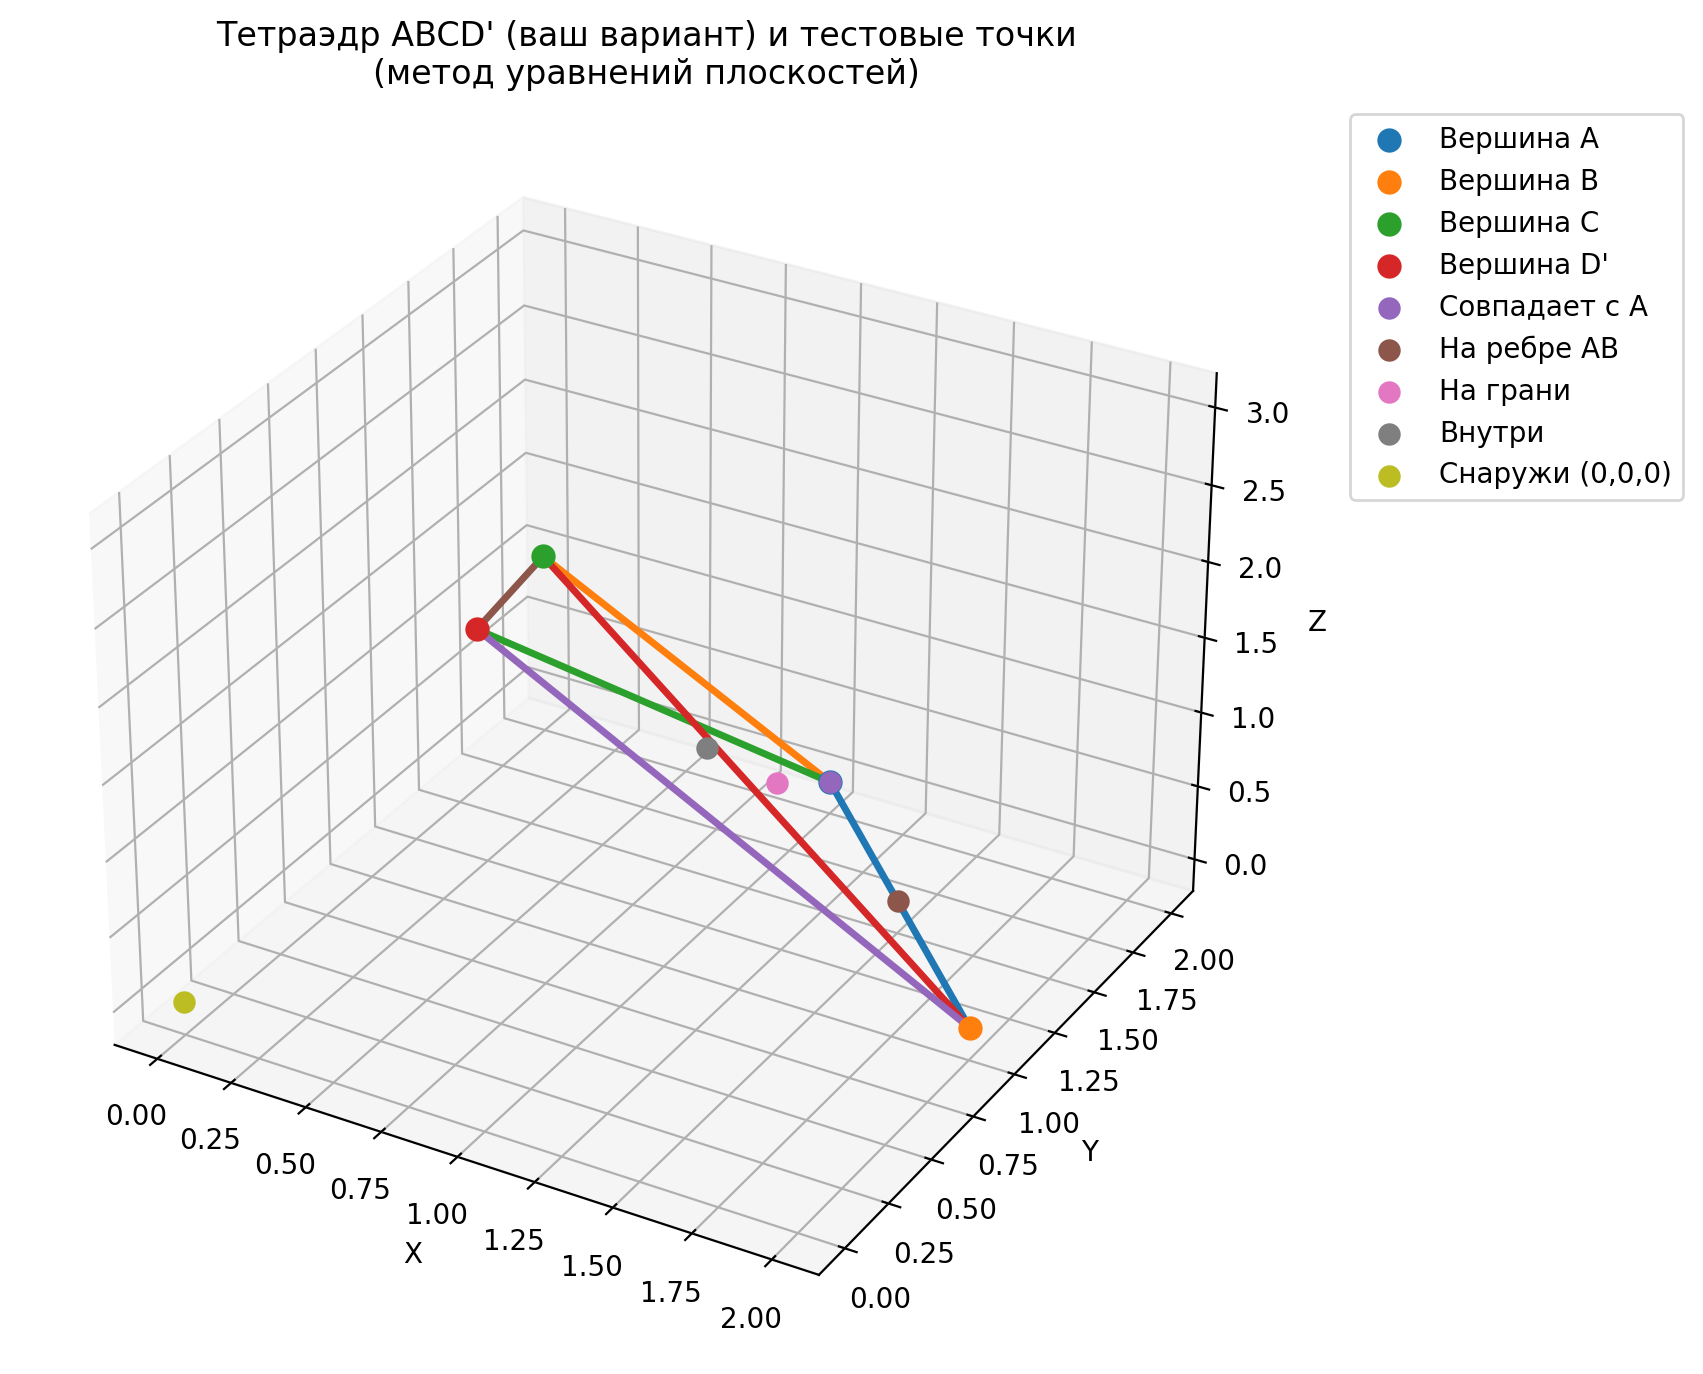 Тетраэдр ABCD' (ваш вариант) и тестовые точки
(метод уравнений плоскостей)
Вершина A
Вершина B
Вершина C
Вершина D'
Совпадает с A
На ребре AB
На грани
Внутри
Снаружи (0,0,0)
3.0
2.5
2.0
1.5
1.0
0.5
0.0
Z
2.00
1.75
1.50
1.25
1.00
0.75
0.50
0.25
0.00
Y
0.00
0.25
0.50
0.75
1.00
1.25
1.50
1.75
2.00
X